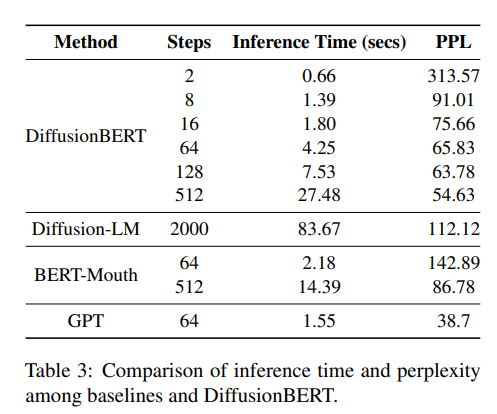 Method Steps Inference Time (secs) PPL
2 0.66 313.57
8 1.39 91.01
DiffusionBERT 16 1.80 75.66
64 4.25 65.83
128 7.53 63.78
512 27.48 54.63
Diffusion-LM 2000 83.67 112.12
BERT-Mouth 64 2.18 142.89
512 14.39 86.78
GPT 64 1.55 38.7
Table 3: Comparison of inference time and perplexity
among baselines and DiffusionBERT.